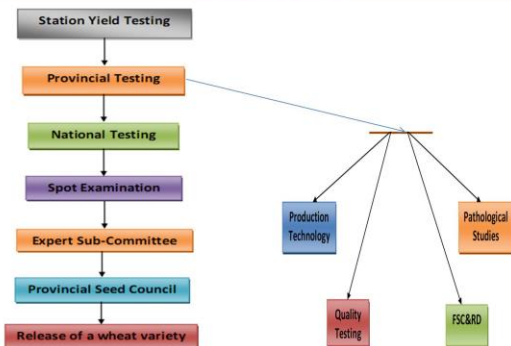 Station Yield Testing
Provincial Testing
National Testing
Spot Examination
Expert Sub-Committee
Provincial Seed Council
Release of a wheat variety
Production
Technology
Pathological
Studies
Quality
Testing
FSC&RD